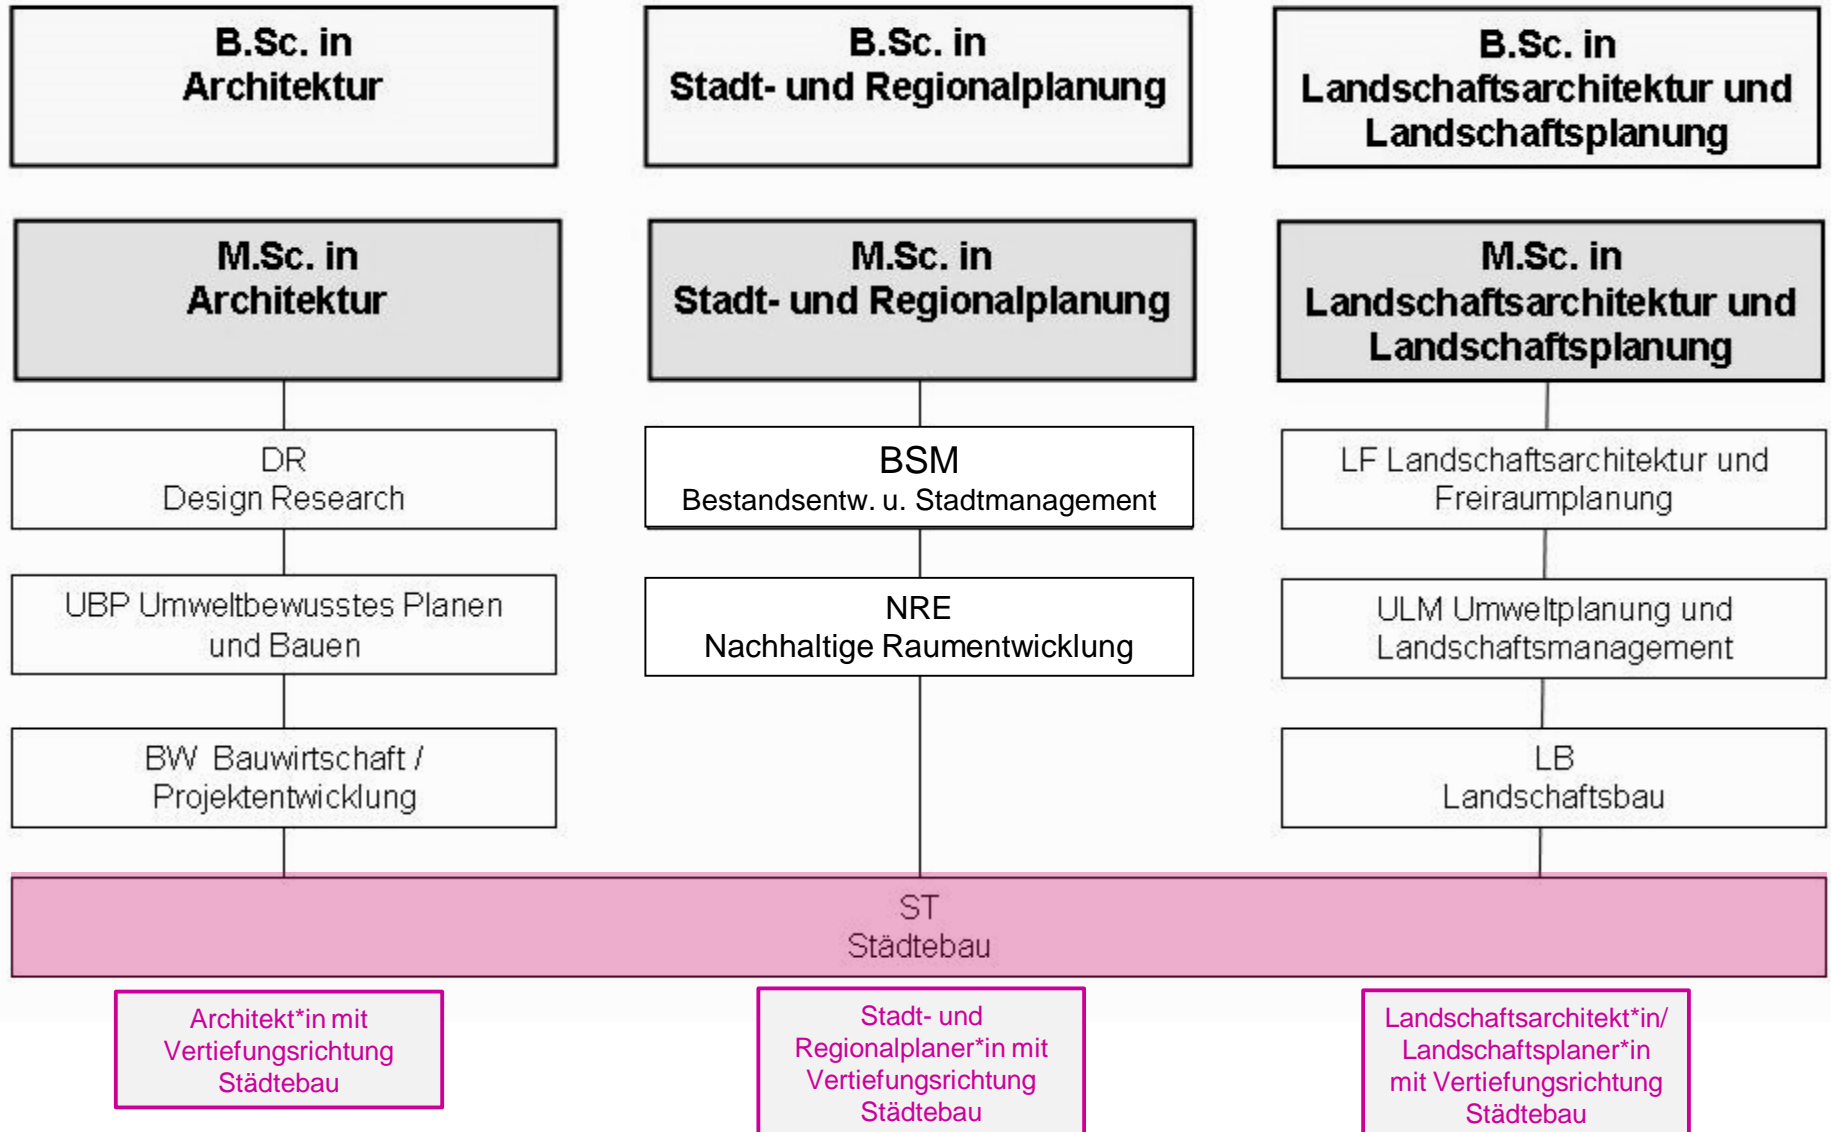 B.Sc. in
Architektur
B.Sc. in
Stadt- und Regionalplanung
B.Sc. in
Landschaftsarchitektur und
Landschaftsplanung
M.Sc. in
Architektur
M.Sc. in
Stadt- und Regionalplanung
M.Sc. in
Landschaftsarchitektur und
Landschaftsplanung
DR
Design Research
BSM
Bestandsentw. u. Stadtmanagement
LF Landschaftsarchitektur und
Freiraumplanung
UBP Umweltbewusstes Planen
und Bauen
NRE
Nachhaltige Raumentwicklung
ULM Umweltplanung und
Landschaftsmanagement
BW Bauwirtschaft /
Projektentwicklung
LB
Landschaftsbau
ST
Städtebau
Architekt*in mit
Vertiefungsrichtung
Städtebau
Stadt- und
Regionalplaner*in mit
Vertiefungsrichtung
Städtebau
Landschaftsarchitekt*in/
Landschaftsplaner*in
mit Vertiefungsrichtung
Städtebau